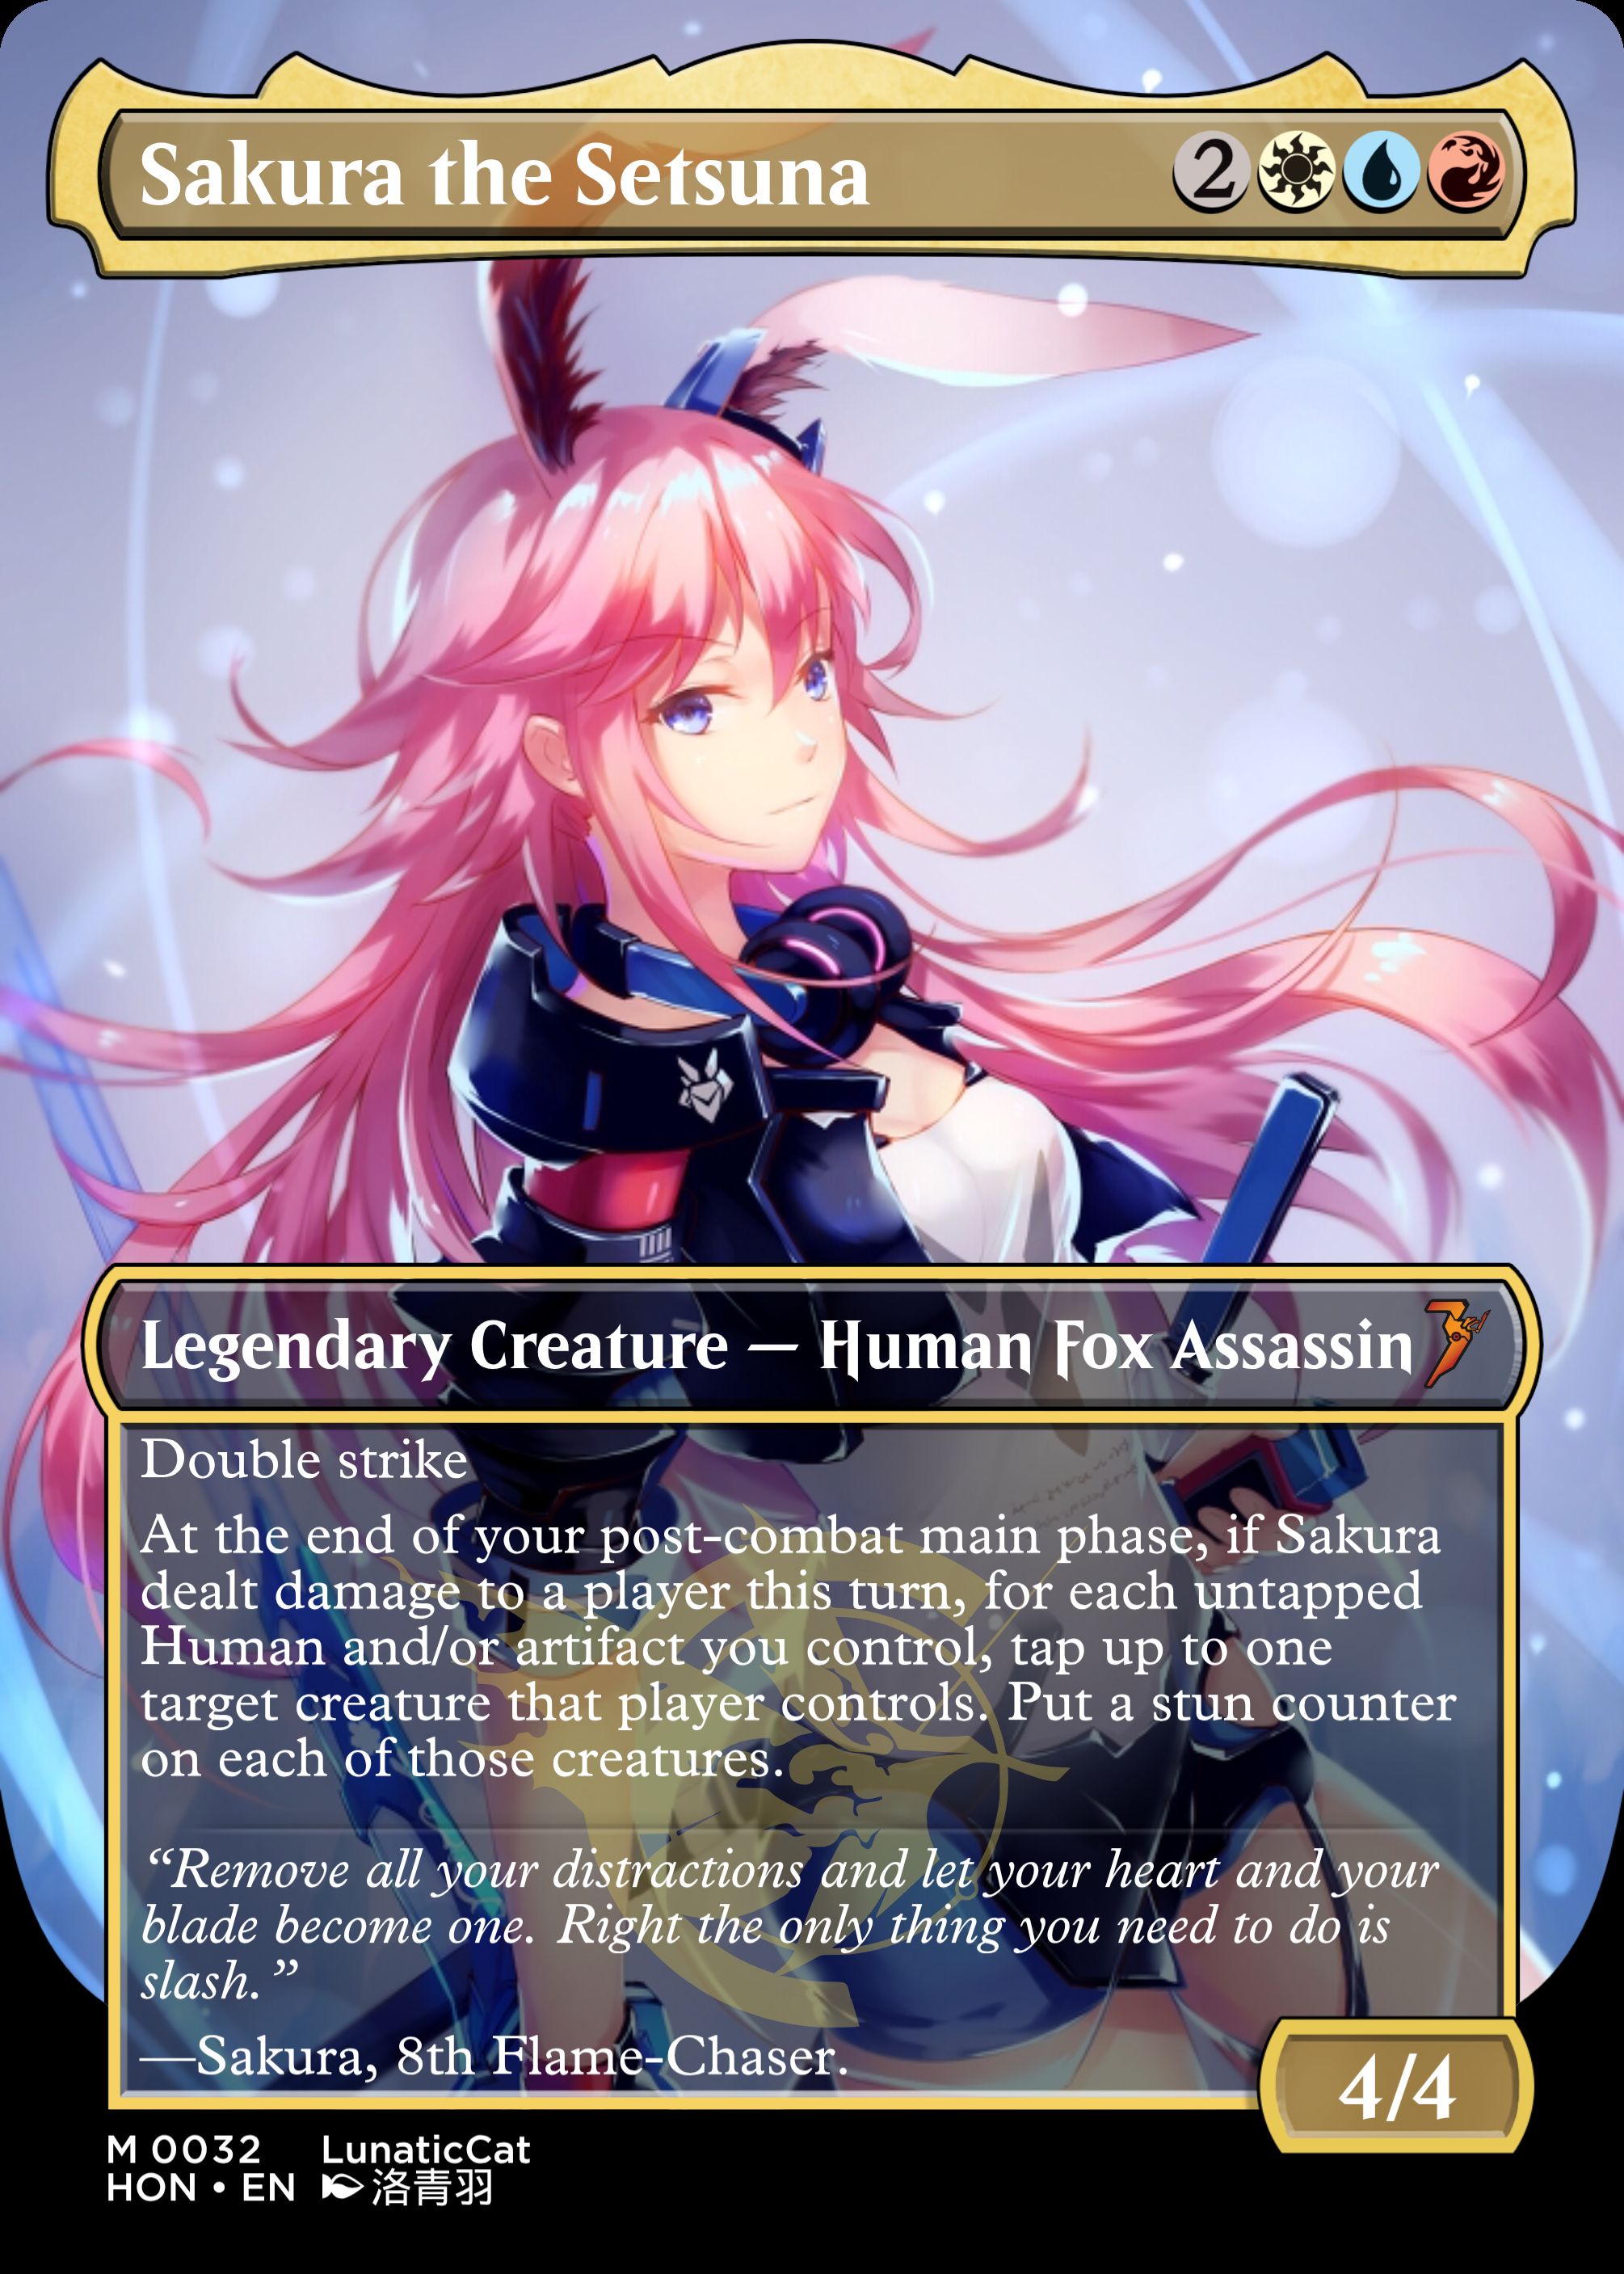 Sakura the Setsuna 2
Legendary Creature — Human Fox Assassin
Double strike
At the end of your post-combat main phase, if Sakura
dealt damage to a player this turn, for each untapped
Human and/or artifact you control, tap up to one
target creature that player controls. Put a stun counter
on each of those creatures.
“Remove all your distractions and let your heart and your
blade become one. Right the only thing you need to do is
slash.”
—Sakura, 8th Flame-Chaser.
4/4
M 0032 LunaticCat
HON • EN 洛青羽